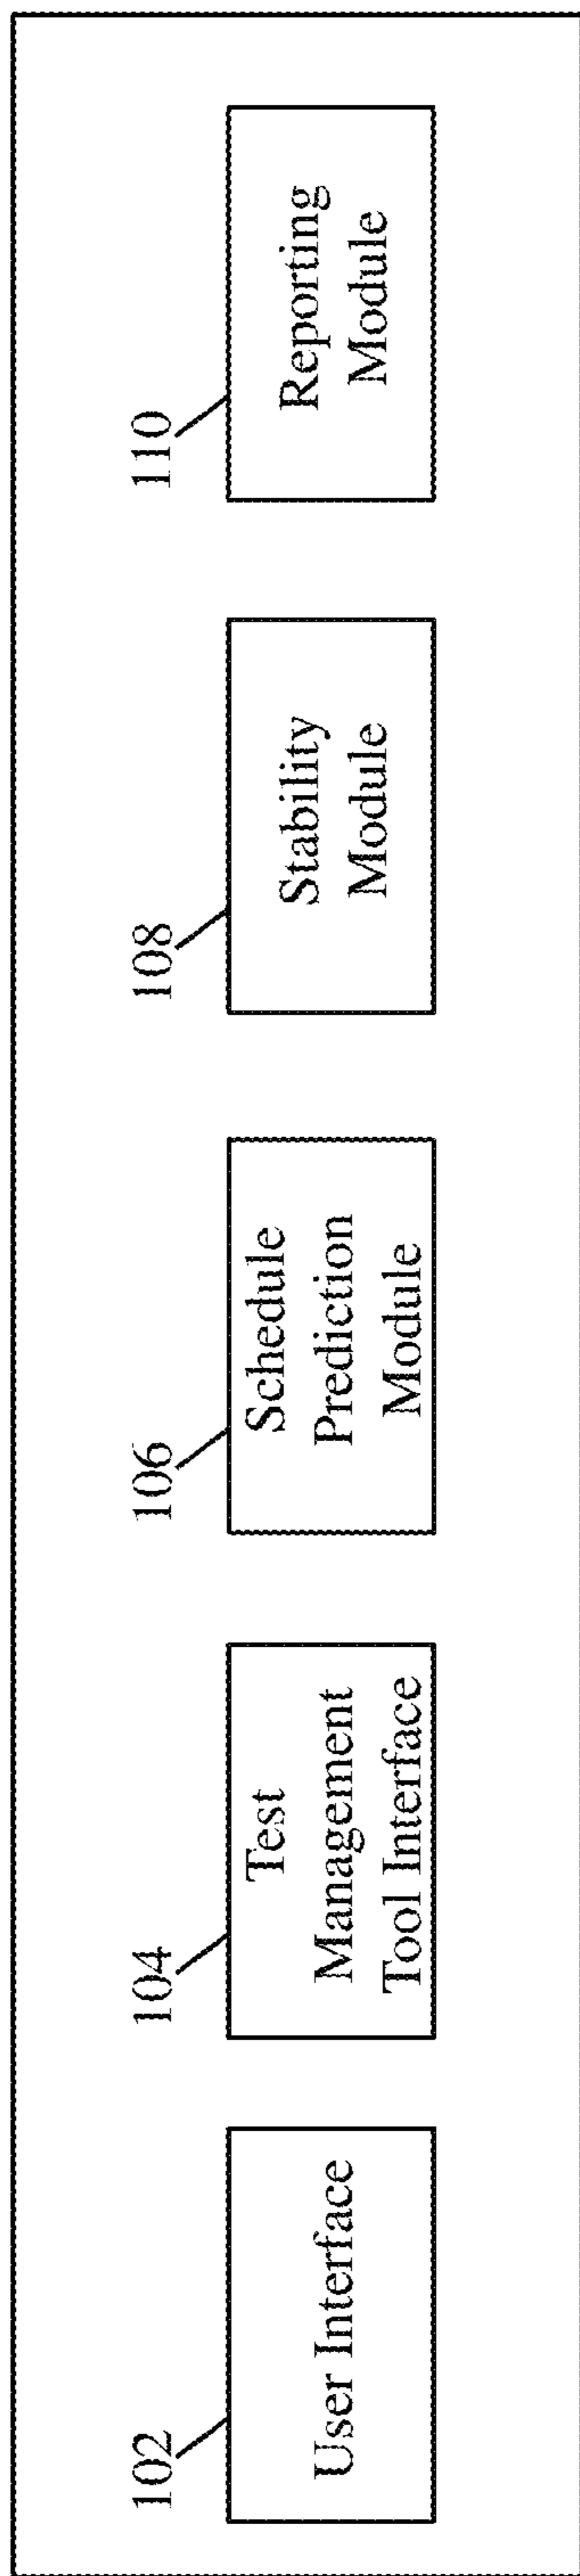 102
User Interface
104
Test
Management
Tool Interface
106
Schedule
Prediction
Module
108
Stability
Module
110
Reporting
Module